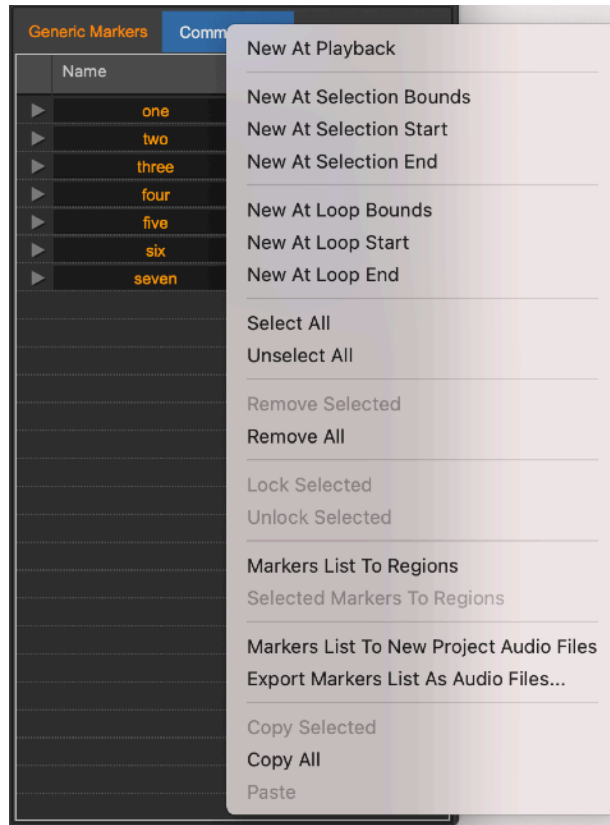 Generic Markers
Comm
Name
one
two
three
four
five
six
seven
New At Playback
New At Selection Bounds
New At Selection Start
New At Selection End
New At Loop Bounds
New At Loop Start
New At Loop End
Select All
Unselect All
Remove Selected
Remove All
Lock Selected
Unlock Selected
Markers List To Regions
Selected Markers To Regions
Markers List To New Project Audio Files
Export Markers List As Audio Files...
Copy Selected
Copy All
Paste